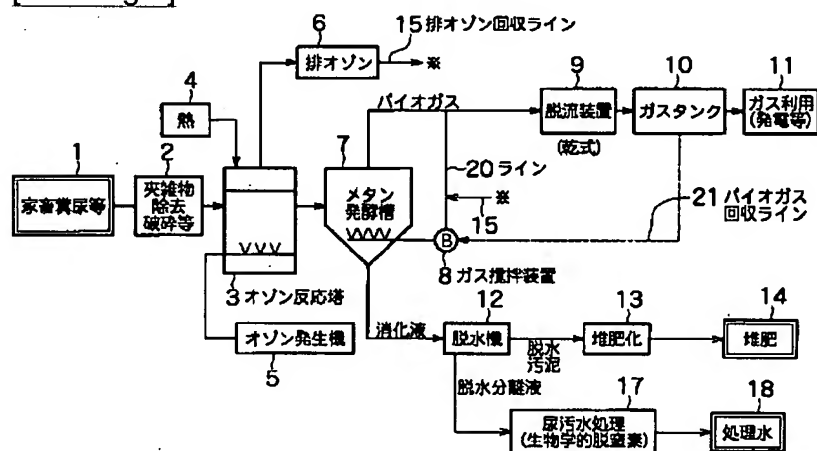 6
15 排オゾン回収ライン
排オゾン
※
4
熱
バイオガス
9
10
11
脱流装置
(乾式)
ガスタンク
ガス利用
(発電等)
1
家畜糞尿等
2
夾雑物
除去
破砕等
7
メタン
発酵槽
20 ライン
※
15
21 バイオガス
回収ライン
B
8 ガス撹拌装置
3 オゾン反応塔
オゾン発生機
5
消化液
12
脱水機
脱水
汚泥
13
堆肥化
14
堆肥
脱水分離液
17
尿汚水処理
(生物学的脱窒素)
18
処理水